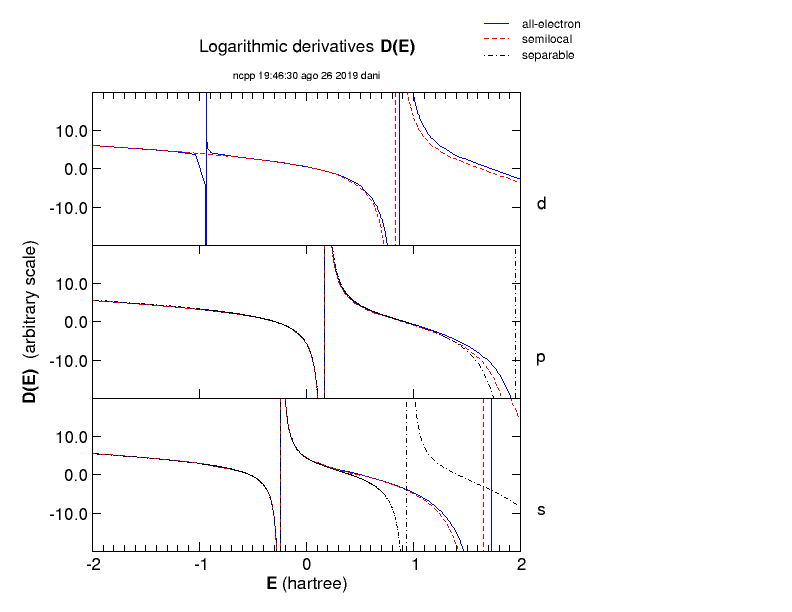 all-electron
semilocal
separable
Logarithmic derivatives D(E)
ncpp 19:46:30 ago 26 2019 dani
10.0
0.0
-10.0
d
10.0
0.0
-10.0
p
10.0
0.0
-10.0
s
D(E) (arbitrary scale)
-2 -1 0 1 2
E (hartree)